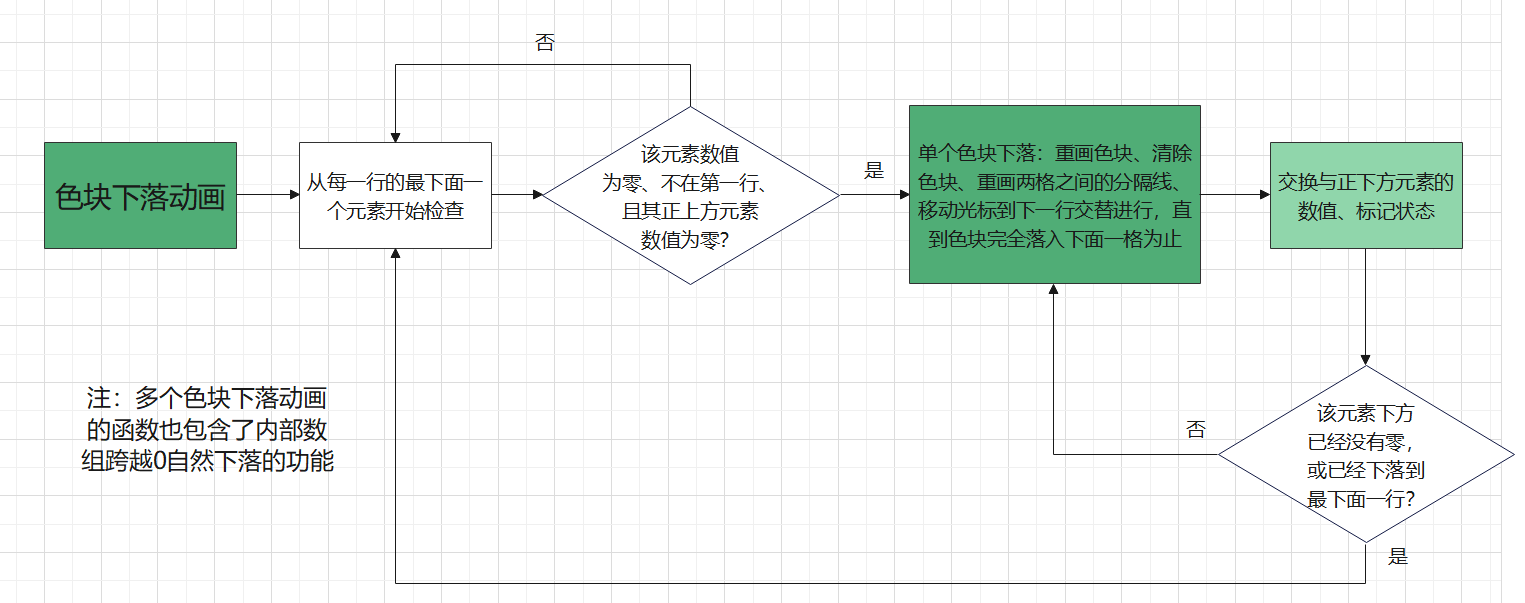 否
色块下落动画
从每一行的最下面一
个元素开始检查
该元素数值
为零、不在第一行、
且其正上方元素
数值为零？
是
单个色块下落：重画色块、清除
色块、重画两格之间的分隔线、
移动光标到下一行交替进行，直
到色块完全落入下面一格为止
交换与正下方元素的
数值、标记状态
注：多个色块下落动画
的函数也包含了内部数
组跨越0自然下落的功能
否
该元素下方
已经没有零，
或已经下落到
最下面一行？
是